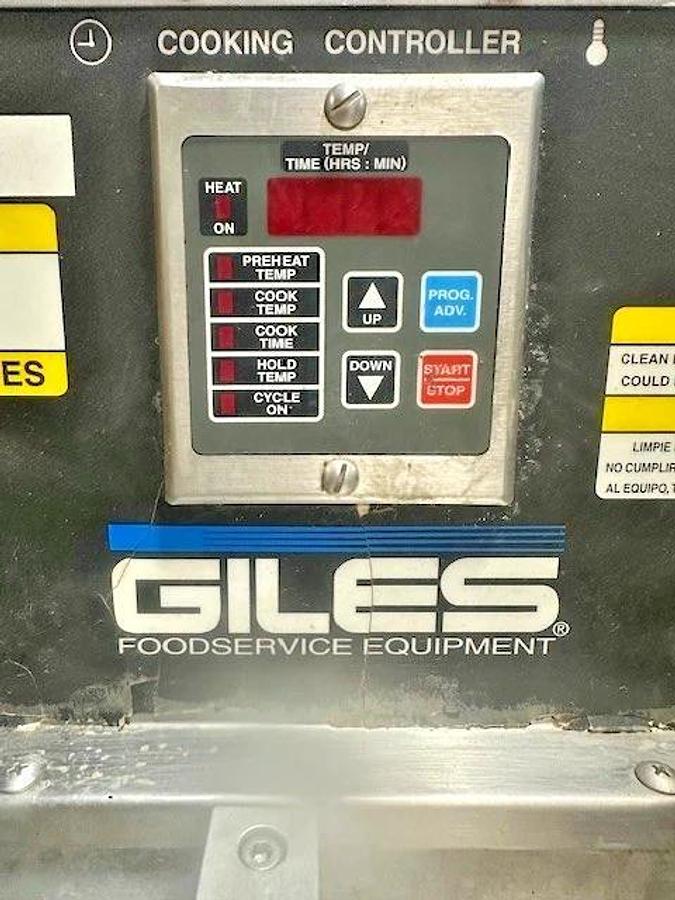 COOKING CONTROLLER
TEMP/
TIME (HRS : MIN)
HEAT
ON
PREHEAT
TEMP
COOK
TEMP
COOK
TIME
HOLD
TEMP
CYCLE
ON
UP
PROG.
ADV.
DOWN
START
STOP
ES
CLEAN
COULD
LIMPIE
NO CUMPLIR
AL EQUIPO,
GILES®
FOODSERVICE EQUIPMENT